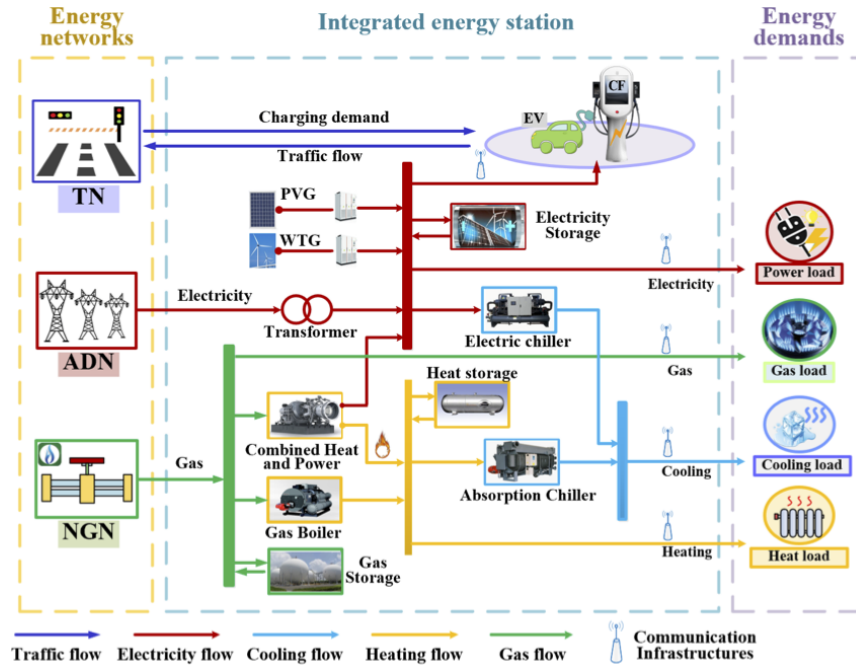 Energy
networks
Integrated energy station
Energy
demands
TN
Charging demand
Traffic flow
EV
CF
PVG
WTG
Electricity
Storage
Electricity
Power load
ADN
Electricity
Transformer
Electric chiller
Gas
Gas load
Heat storage
Combined Heat
and Power
Absorption Chiller
Cooling
Cooling load
NGN
Gas
Gas Boiler
Gas
Storage
Heating
Heat load
Traffic flow
Electricity flow
Cooling flow
Heating flow
Gas flow
Communication
Infrastructures